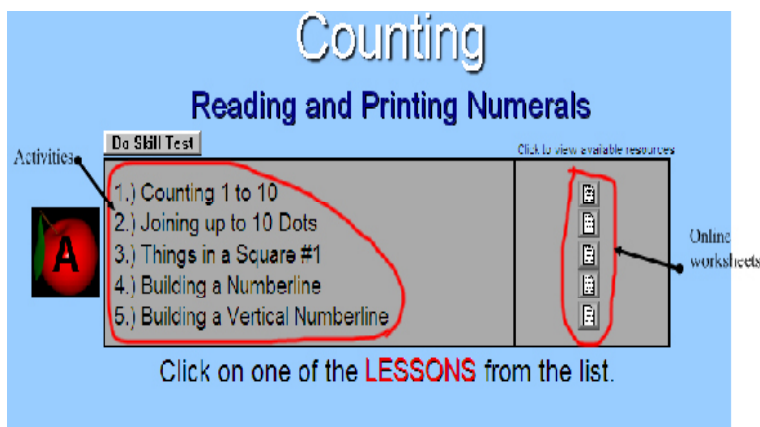 Counting
Reading and Printing Numerals
Do Skill Test
Click to view available resources
Activities
1.) Counting 1 to 10
2.) Joining up to 10 Dots
3.) Things in a Square #1
4.) Building a Numberline
5.) Building a Vertical Numberline
A
Online
worksheets
Click on one of the LESSONS from the list.